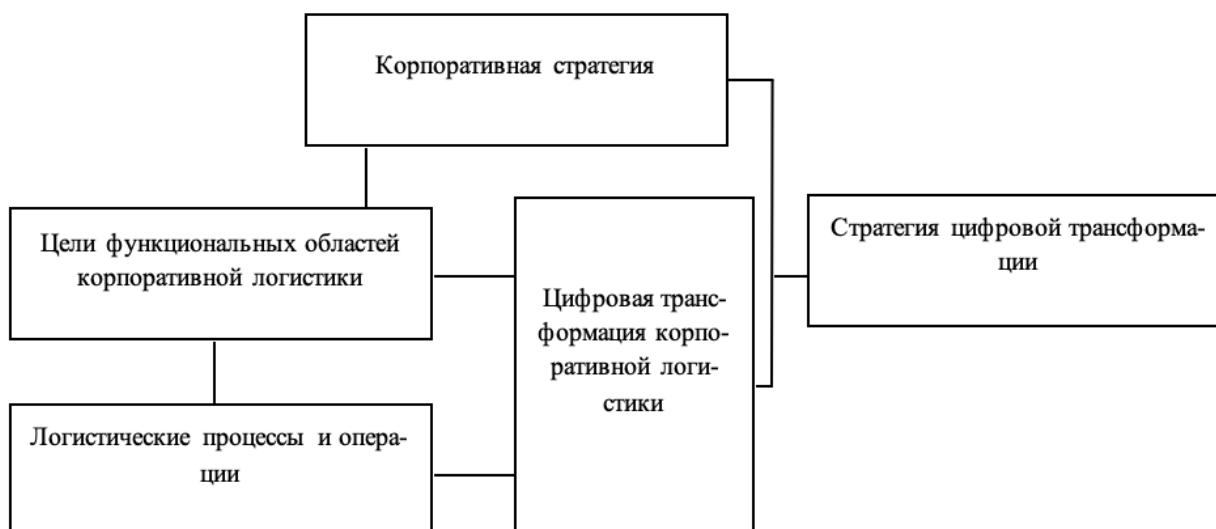 Корпоративная стратегия
Цели функциональных областей
корпоративной логистики
Логистические процессы и опера-
ции
Цифровая транс-
формация корпо-
ративной логи-
стики
Стратегия цифровой трансформа-
ции